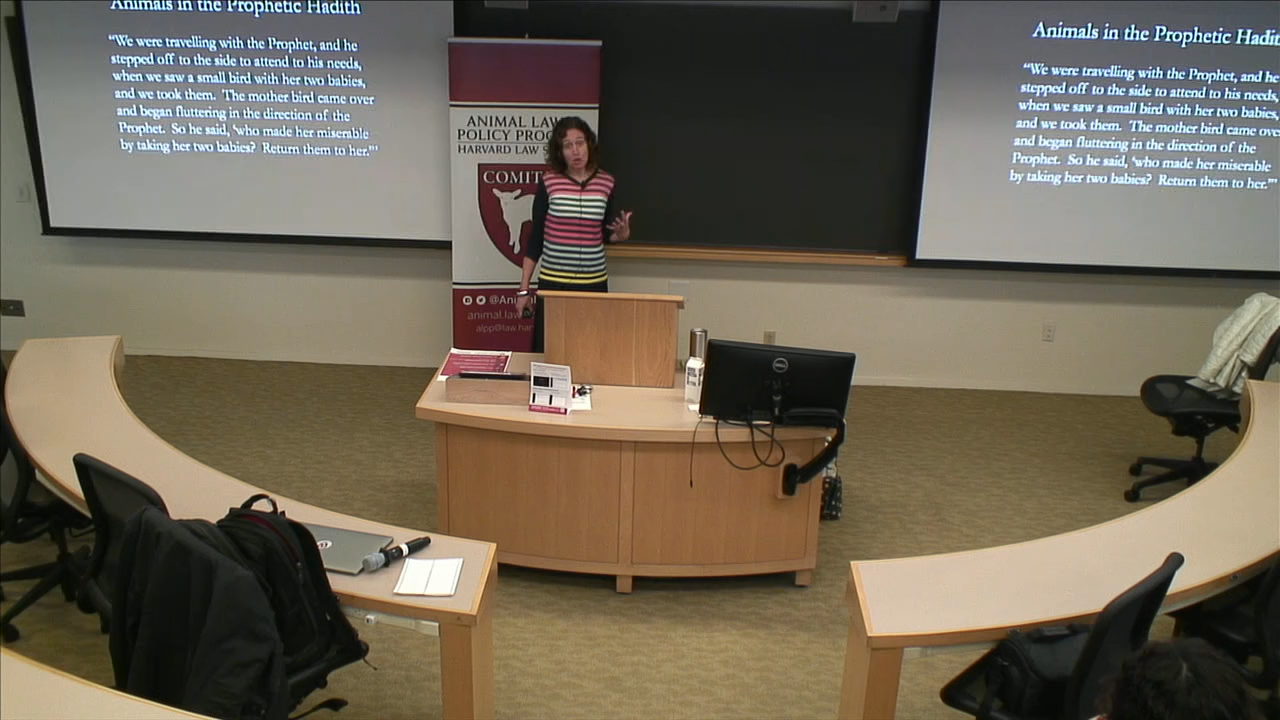 Animals in the Prophetic Hadith
“We were travelling with the Prophet, and he
stepped off to the side to attend to his needs,
when we saw a small bird with her two babies,
and we took them. The mother bird came over
and began fluttering in the direction of the
Prophet. So he said, ‘who made her miserable
by taking her two babies? Return them to her.’”
ANIMAL LAW
POLICY PROG
HARVARD LAW S
COMIT
@Anim
animal.law
alpp@law.har
DELL
Animals in the Prophetic Hadit
“We were travelling with the Prophet, and he
stepped off to the side to attend to his needs,
when we saw a small bird with her two babies,
and we took them. The mother bird came over
and began fluttering in the direction of the
Prophet. So he said, ‘who made her miserable
by taking her two babies? Return them to her.’”